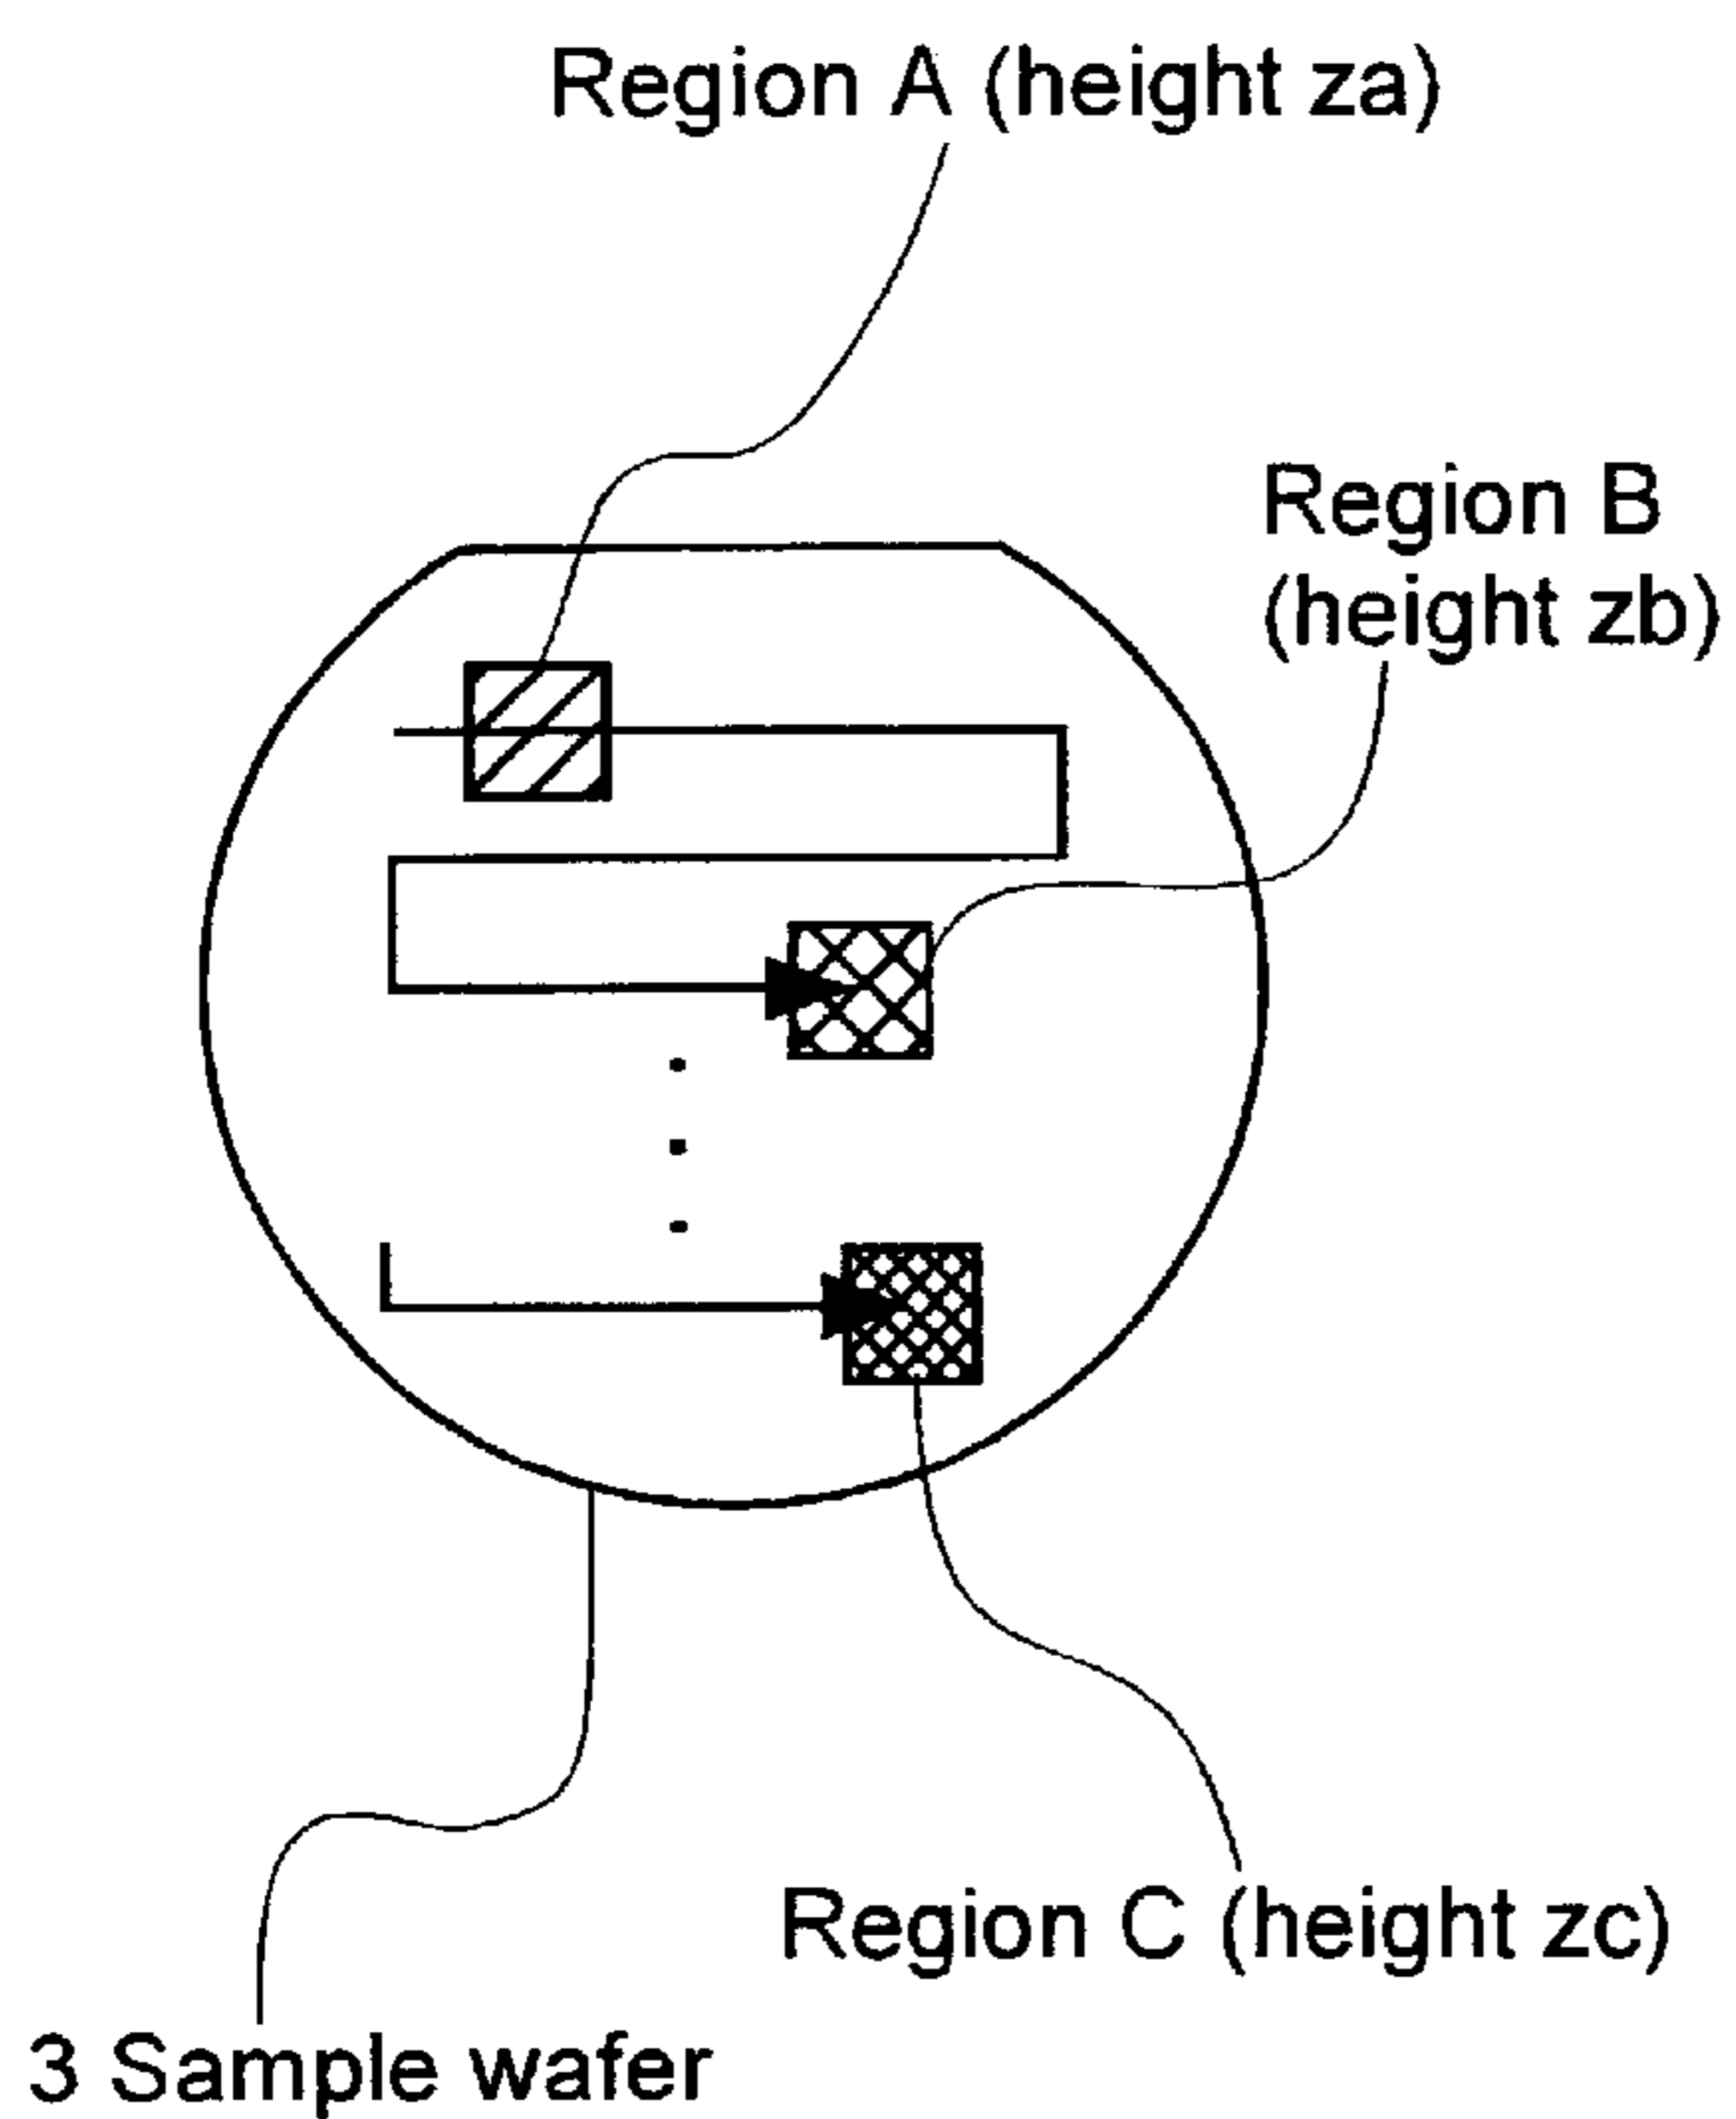 Region A (height za)
Region B
(height zb)
Region C (height zc)
3 Sample wafer